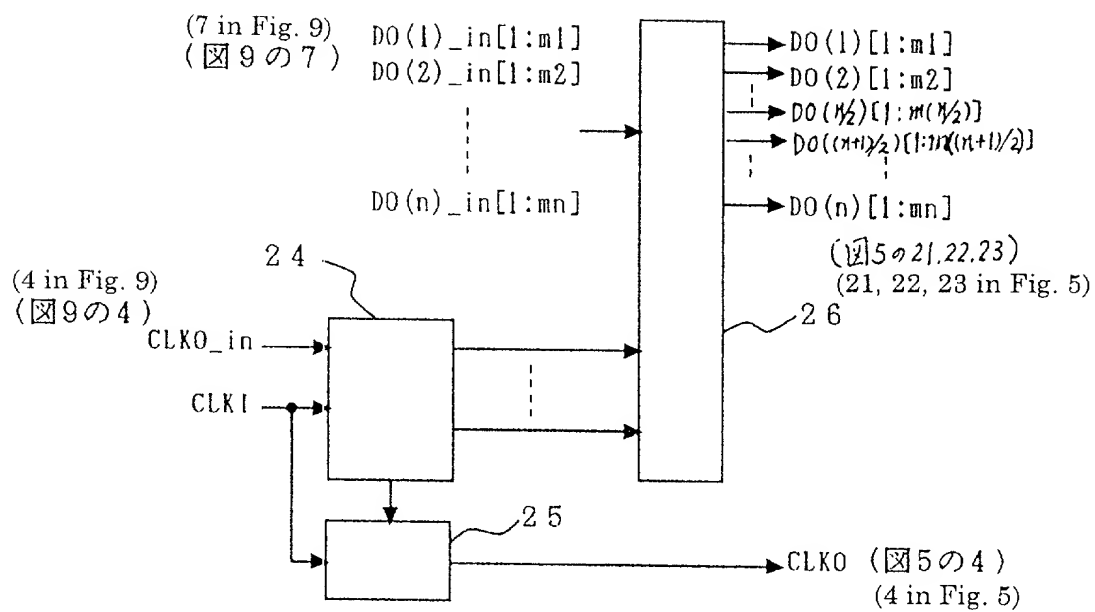 (7 in Fig. 9)
(図9の7)
DO(1)_in[1:m1]
DO(2)_in[1:m2]
DO(n)_in[1:mn]
DO(1)[1:m1]
DO(2)[1:m2]
DO(n/2)[1:m(n/2)]
DO((n+1)/2)[1:m((n+1)/2)]
DO(n)[1:mn]
(図5の21,22,23)
(21, 22, 23 in Fig. 5)
24
26
(4 in Fig. 9)
(図9の4)
CLKO_in
CLKI
25
CLKO (図5の4)
(4 in Fig. 5)